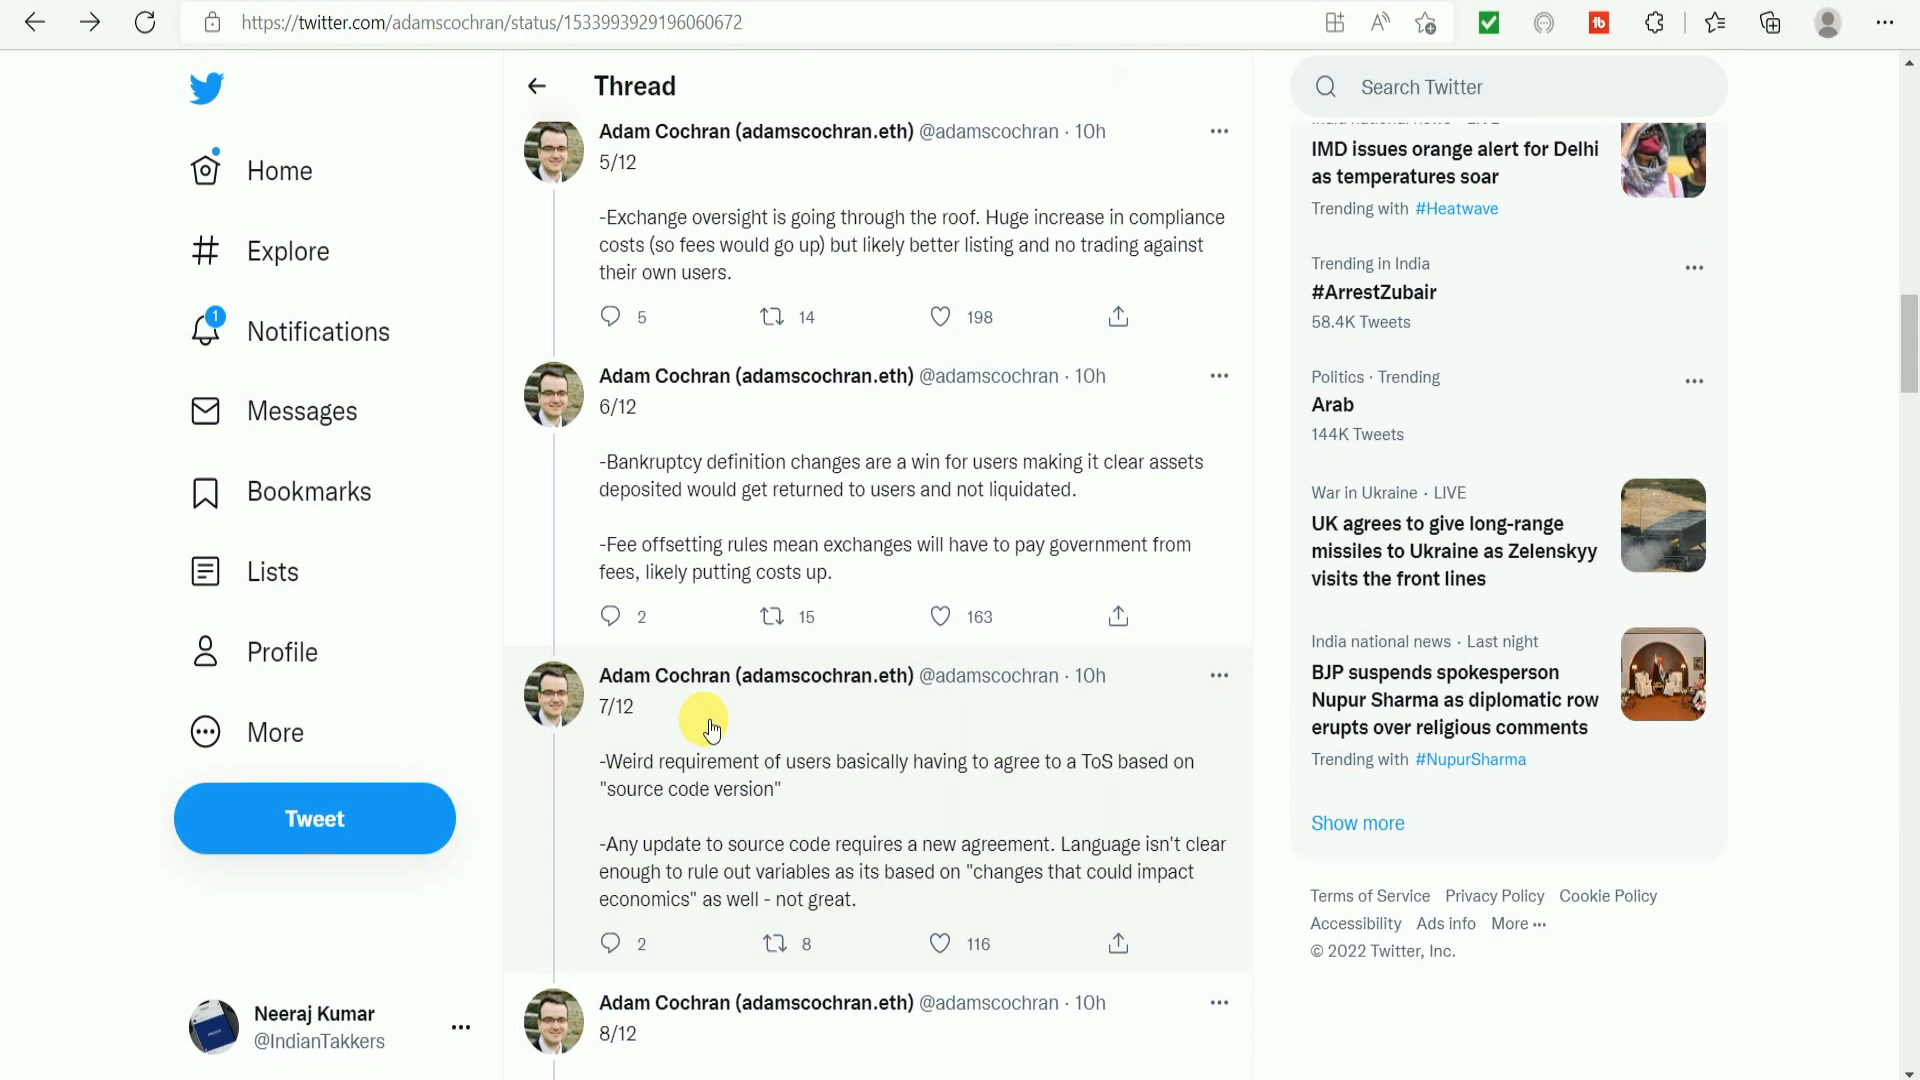 https://twitter.com/adamscochran/status/1533993929196060672
Home
Explore
1
Notifications
Messages
Bookmarks
Lists
Profile
More
Tweet
Neeraj Kumar
@IndianTakkers
Thread
Adam Cochran (adamscochran.eth) @adamscochran · 10h
5/12
-Exchange oversight is going through the roof. Huge increase in compliance
costs (so fees would go up) but likely better listing and no trading against
their own users.
5 14 198
Adam Cochran (adamscochran.eth) @adamscochran · 10h
6/12
-Bankruptcy definition changes are a win for users making it clear assets
deposited would get returned to users and not liquidated.
-Fee offsetting rules mean exchanges will have to pay government from
fees, likely putting costs up.
2 15 163
Adam Cochran (adamscochran.eth) @adamscochran · 10h
7/12
-Weird requirement of users basically having to agree to a ToS based on
"source code version"
-Any update to source code requires a new agreement. Language isn't clear
enough to rule out variables as its based on "changes that could impact
economics" as well - not great.
2 8 116
Adam Cochran (adamscochran.eth) @adamscochran · 10h
8/12
Search Twitter
IMD issues orange alert for Delhi
as temperatures soar
Trending with #Heatwave
Trending in India
#ArrestZubair
58.4K Tweets
Politics · Trending
Arab
144K Tweets
War in Ukraine · LIVE
UK agrees to give long-range
missiles to Ukraine as Zelenskyy
visits the front lines
India national news · Last night
BJP suspends spokesperson
Nupur Sharma as diplomatic row
erupts over religious comments
Trending with #NupurSharma
Show more
Terms of Service Privacy Policy Cookie Policy
Accessibility Ads info More ···
© 2022 Twitter, Inc.